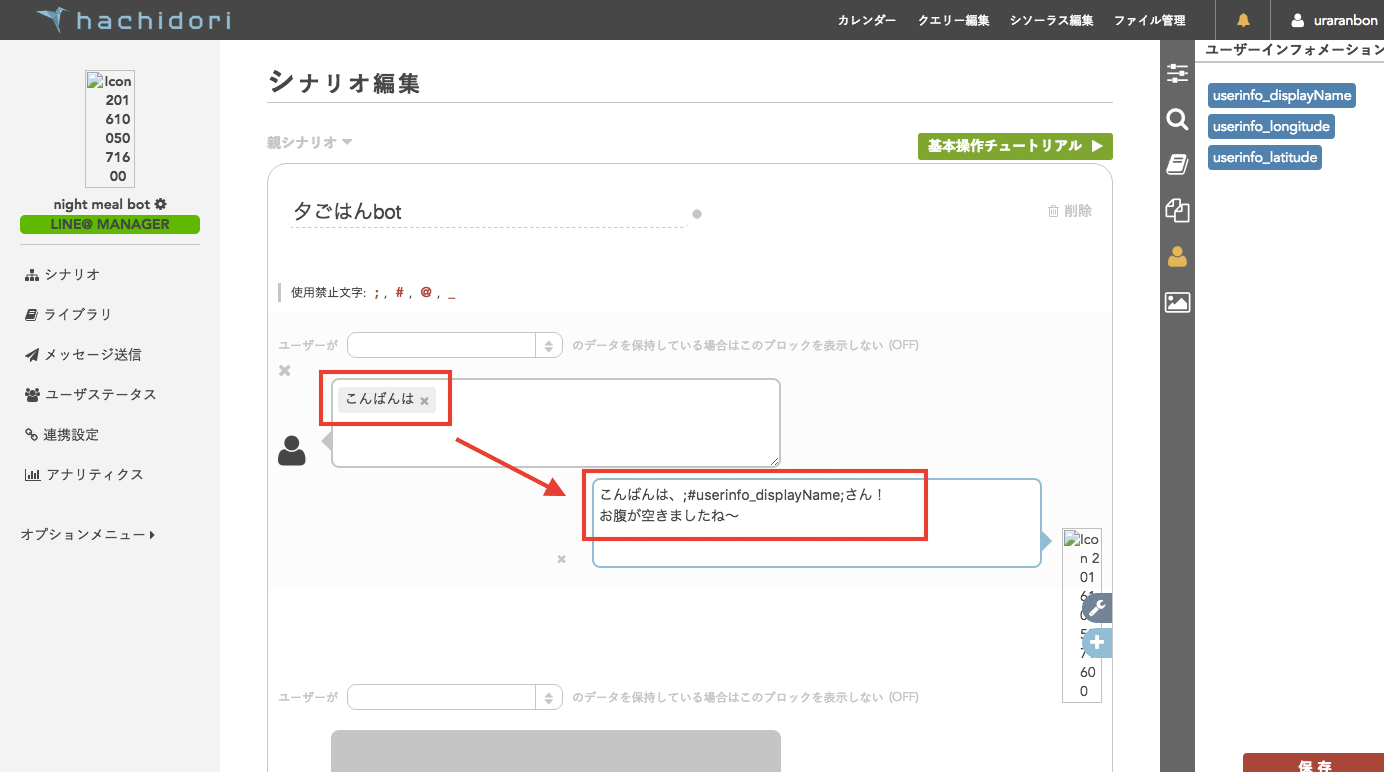 hachidori
カレンダー クエリー編集 シソーラス編集 ファイル管理 uraranbon
Icon
201
610
050
716
00
night meal bot
LINE@ MANAGER
シナリオ
ライブラリ
メッセージ送信
ユーザステータス
連携設定
アナリティクス
オプションメニュー
シナリオ編集
親シナリオ
基本操作チュートリアル
夕ごはんbot
削除
使用禁止文字: ; , # , @ , _
ユーザーが のデータを保持している場合はこのブロックを表示しない (OFF)
こんばんは ×
こんばんは、;#userinfo_displayName;さん！
お腹が空きましたね〜
Ico
n 2
01
60
0
ユーザーが のデータを保持している場合はこのブロックを表示しない (OFF)
ユーザーインフォメーション
userinfo_displayName
userinfo_longitude
userinfo_latitude
保存